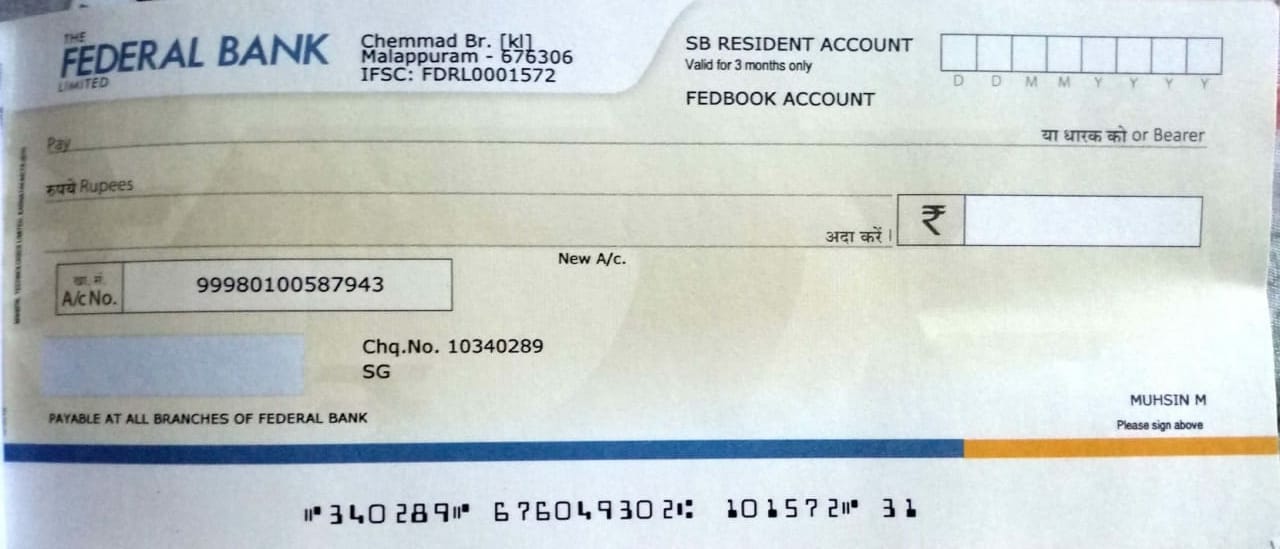 THE
FEDERAL BANK
LIMITED
Chemmad Br. [kl]
Malappuram - 676306
IFSC: FDRL0001572
SB RESIDENT ACCOUNT
Valid for 3 months only
FEDBOOK ACCOUNT
D D M M Y Y Y Y
Pay
या धारक को or Bearer
रुपये Rupees
अदा करें।
₹
New A/c.
खा. सं.
A/c No.
99980100587943
Chq.No. 10340289
SG
MUHSIN M
Please sign above
PAYABLE AT ALL BRANCHES OF FEDERAL BANK
⑈340289⑈ 676049302⑆ 101572⑈ 31